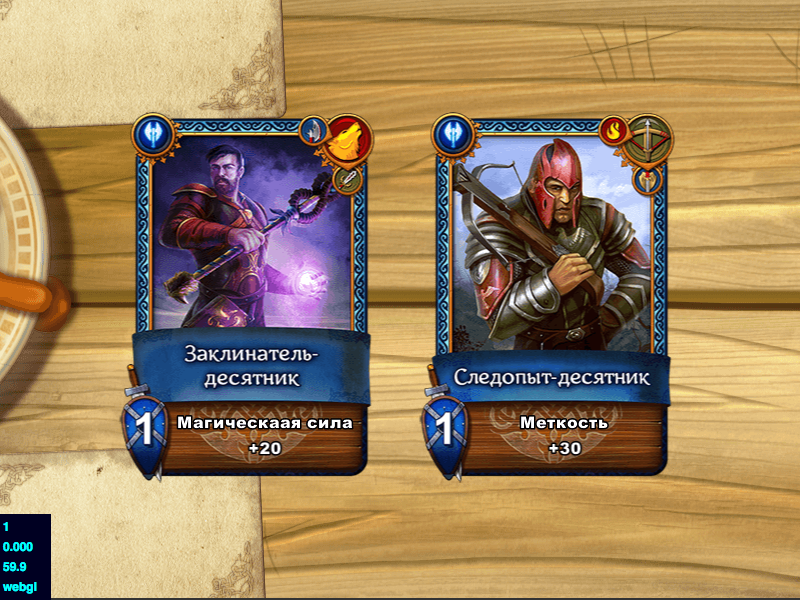 Заклинатель-
десятник
1
Магическаая сила
+20
Следопыт-десятник
1
Меткость
+30
1
0.000
59.9
webgl